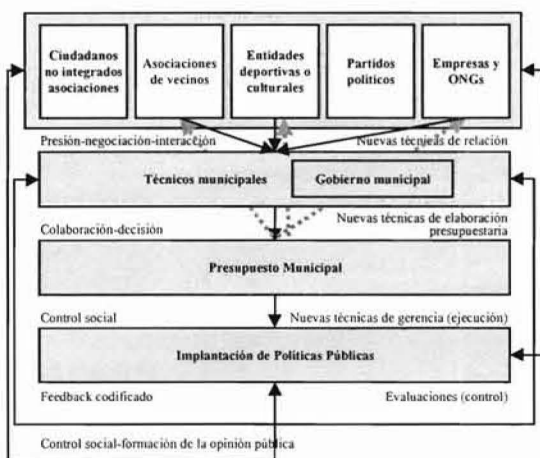 Ciudadanos
no integrados
asociaciones
Asociaciones
de vecinos
Entidades
deportivas o
culturales
Partidos
políticos
Empresas y
ONGs
Presión-negociación-interacción
Nuevas técnicas de relación
Técnicos municipales
Gobierno municipal
Colaboración-decisión
Nuevas técnicas de elaboración
presupuestaria
Presupuesto Municipal
Control social
Nuevas técnicas de gerencia (ejecución)
Implantación de Políticas Públicas
Feedback codificado
Evaluaciones (control)
Control social-formación de la opinión pública